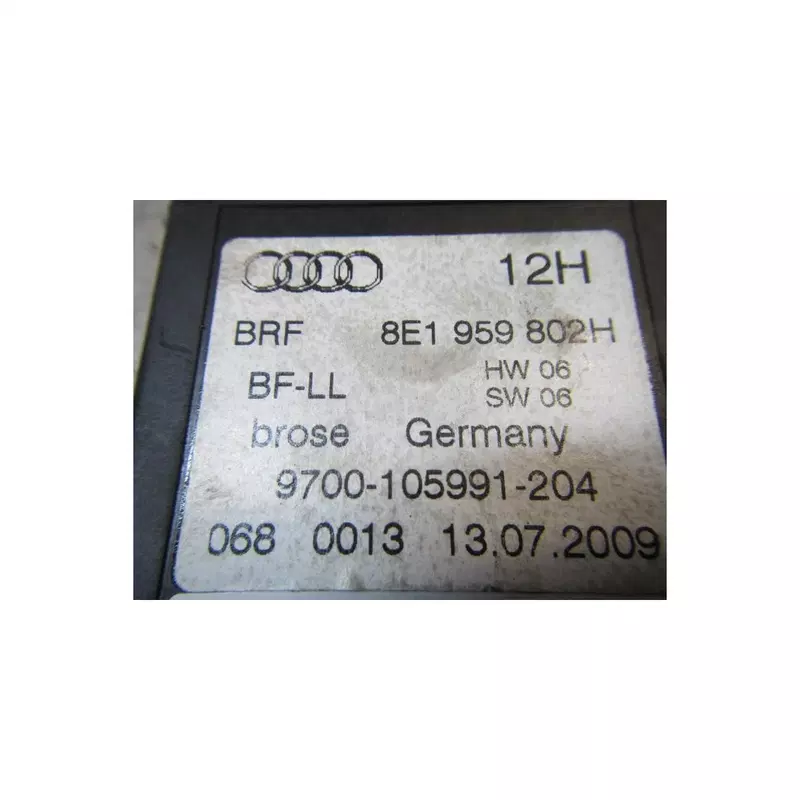 12H
BRF 8E1 959 802H
HW 06
BF-LL
SW 06
brose Germany
9700-105991-204
068 0013 13.07.2009